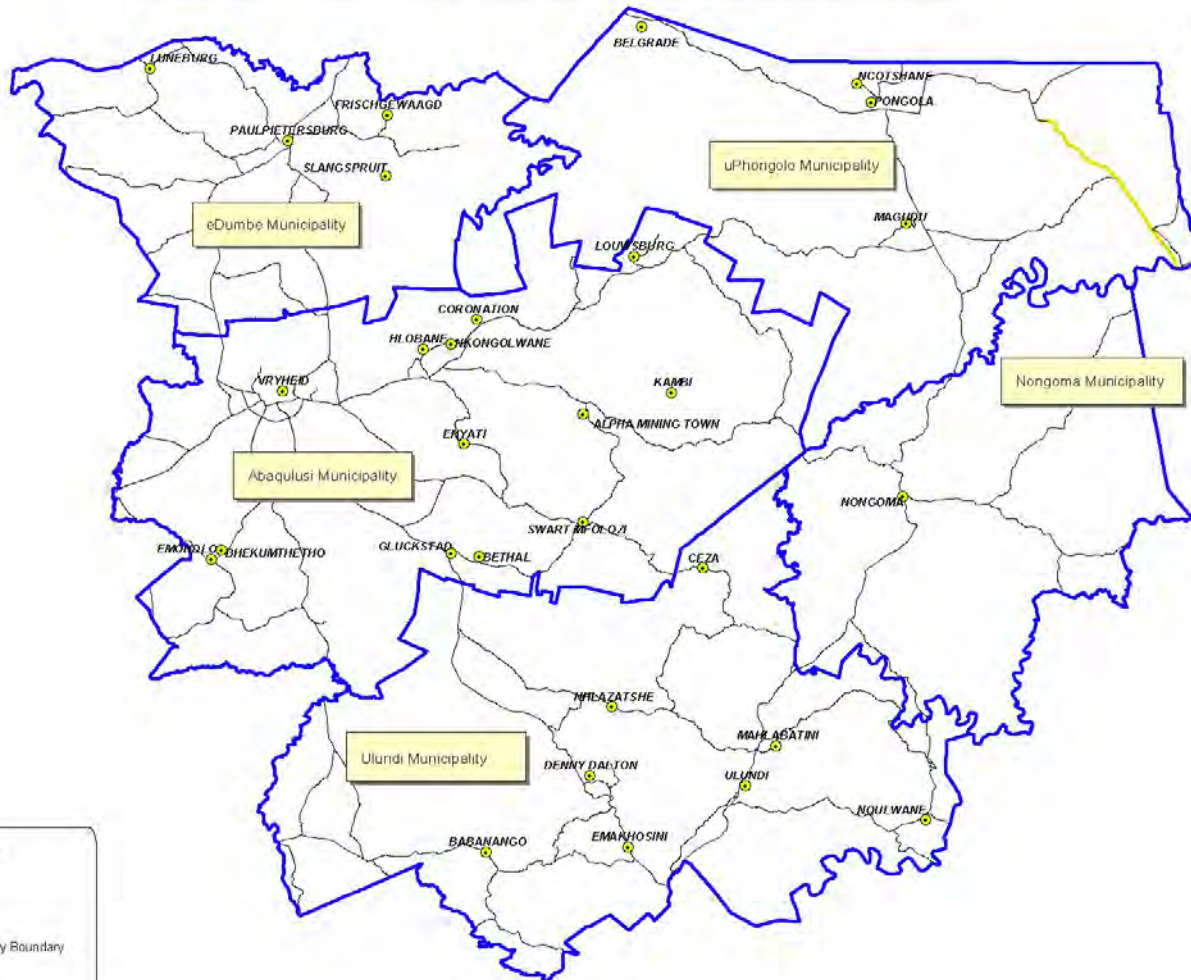 BELGRADE
LUNEBURG
NCOTSHANE
PONGOLA
FRISCHGEWAAGD
PAULPIETERSBURG
SLANGSPRUIT
uPhongolo Municipality
eDumbe Municipality
MAGUDU
LOUWSBURG
CORONATION
HLOBANE
NKONGOLWANE
Nongoma Municipality
VRYHEID
KAMBI
ALPHA MINING TOWN
ENYATI
Abaqulusi Municipality
NONGOMA
SWART MFOLOZI
EMONDLO
BHEKUMTHETHO
GLUCKSTAD
BETHAL
CEZA
NHLAZATSHE
MAHLABATINI
Ulundi Municipality
DENNY DALTON
ULUNDI
NQULWANE
BABANANGO
EMAKHOSINI
y Boundary